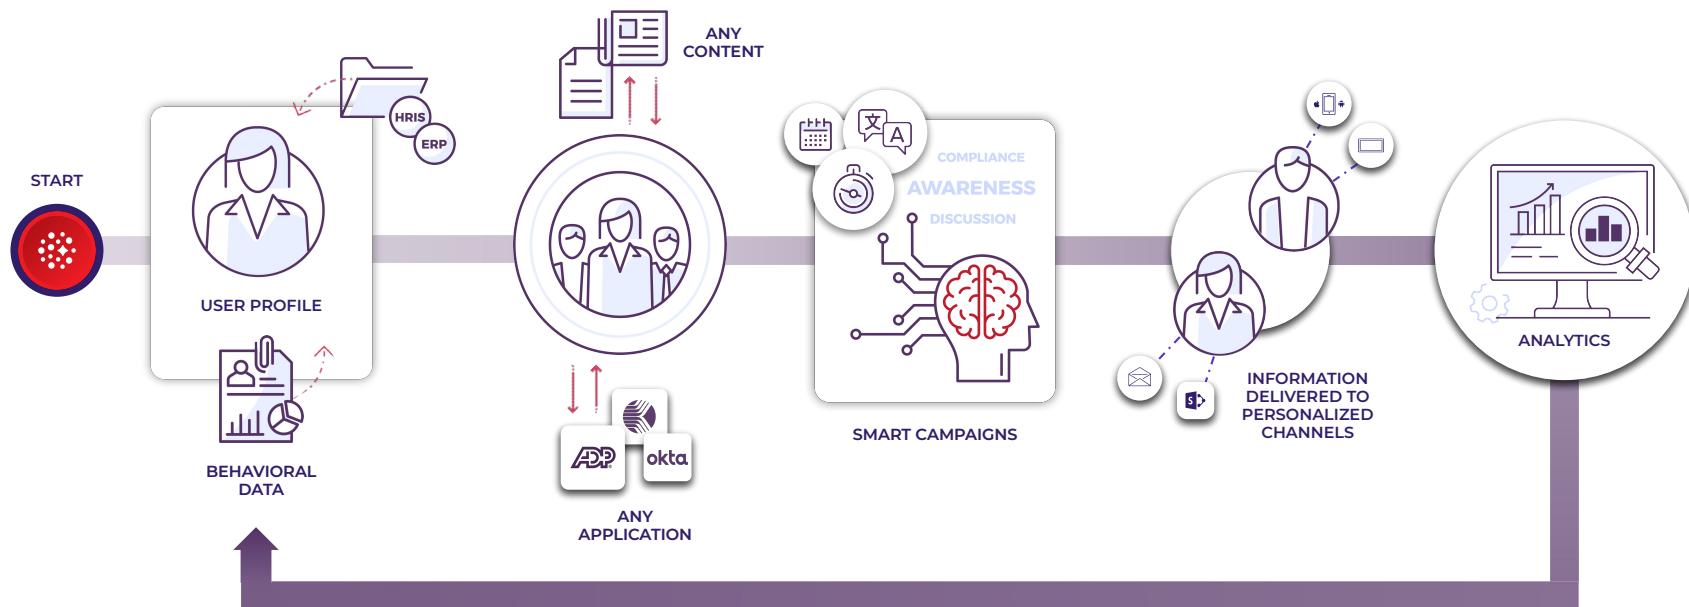 START
HRIS
ERP
USER PROFILE
BEHAVIORAL
DATA
ANY
CONTENT
ADP
okta
ANY
APPLICATION
文
A
COMPLIANCE
AWARENESS
DISCUSSION
SMART CAMPAIGNS
S
INFORMATION
DELIVERED TO
PERSONALIZED
CHANNELS
ANALYTICS